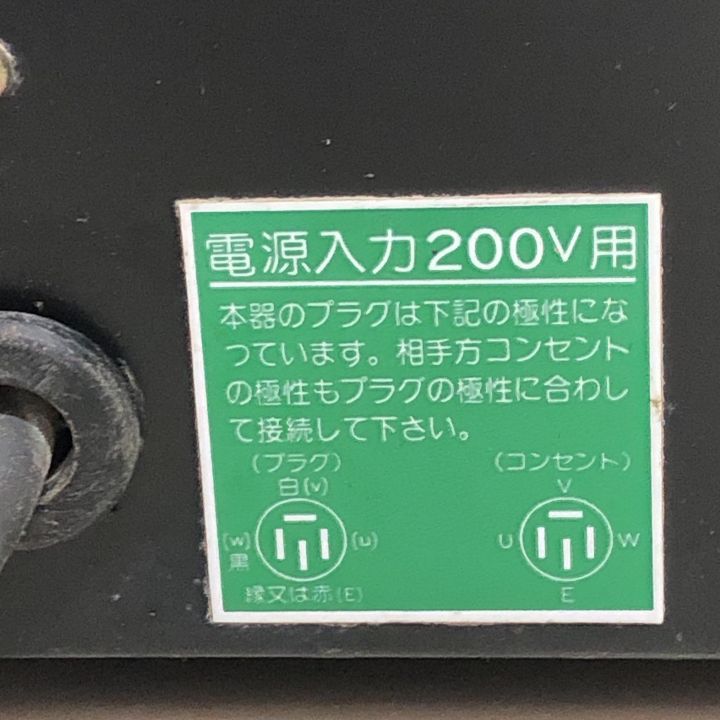 電源入力200V用
本器のプラグは下記の極性にな
っています。相手方コンセント
の極性もプラグの極性に合わし
て接続して下さい。
(プラグ) (コンセント)
白(v) V
(w) (u) U W
黒
緑又は赤(E) E